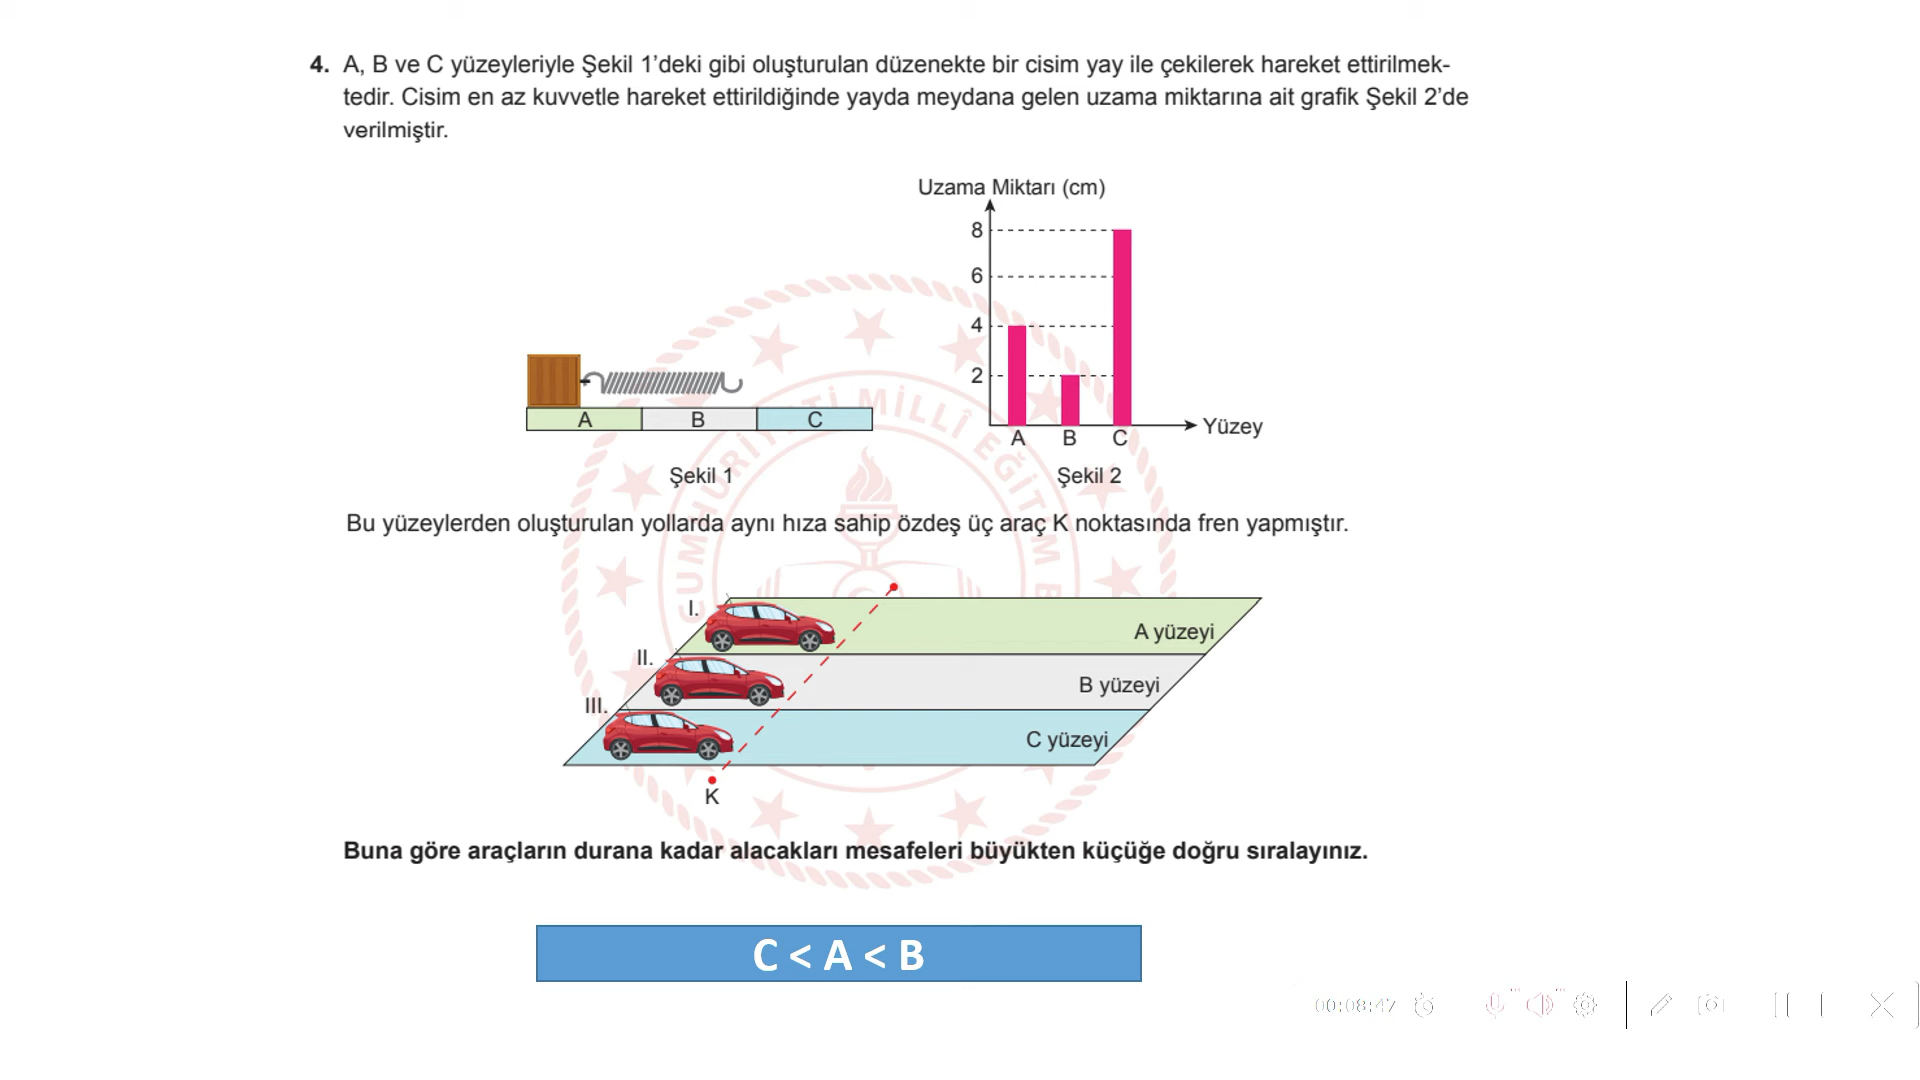 4. A, B ve C yüzeyleriyle Şekil 1’deki gibi oluşturulan düzenekte bir cisim yay ile çekilerek hareket ettirilmek-
tedir. Cisim en az kuvvetle hareket ettirildiğinde yayda meydana gelen uzama miktarına ait grafik Şekil 2’de
verilmiştir.
Uzama Miktarı (cm)
8
6
4
2
A B C
Yüzey
A B C
Şekil 1
Şekil 2
Bu yüzeylerden oluşturulan yollarda aynı hıza sahip özdeş üç araç K noktasında fren yapmıştır.
I.
A yüzeyi
II.
B yüzeyi
III.
C yüzeyi
K
Buna göre araçların durana kadar alacakları mesafeleri büyükten küçüğe doğru sıralayınız.
C < A < B
00:08:47